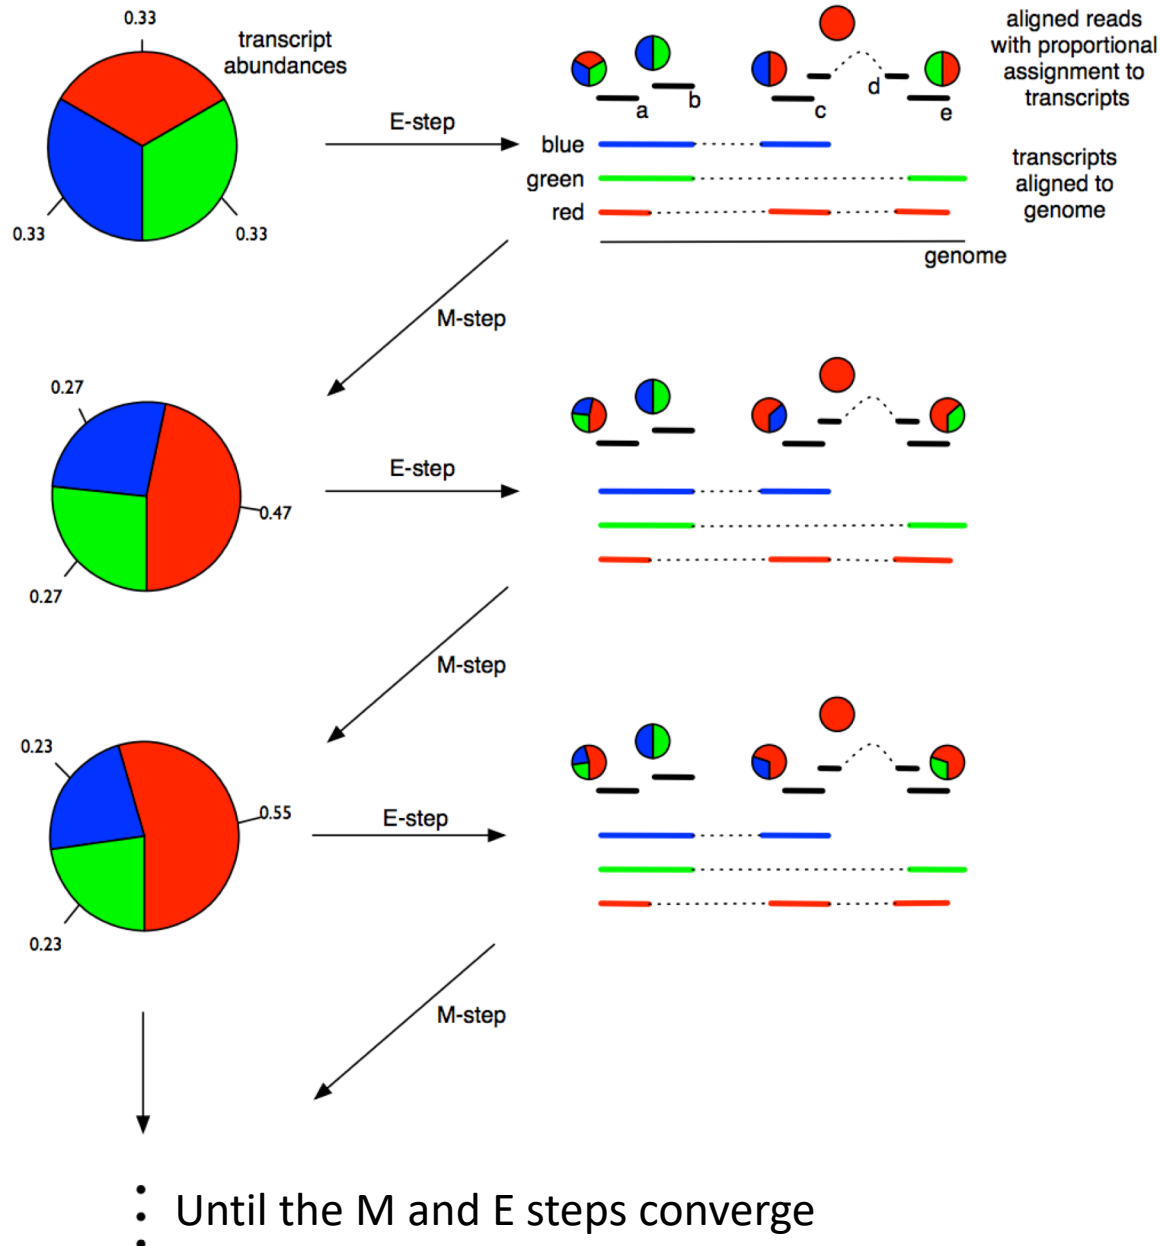 0.33
transcript
abundances
0.33
0.33
E-step
aligned reads
with proportional
assignment to
transcripts
a
b
c
d
e
blue
green
red
transcripts
aligned to
genome
genome
M-step
0.27
0.47
0.27
E-step
M-step
0.23
0.55
0.23
E-step
M-step
Until the M and E steps converge